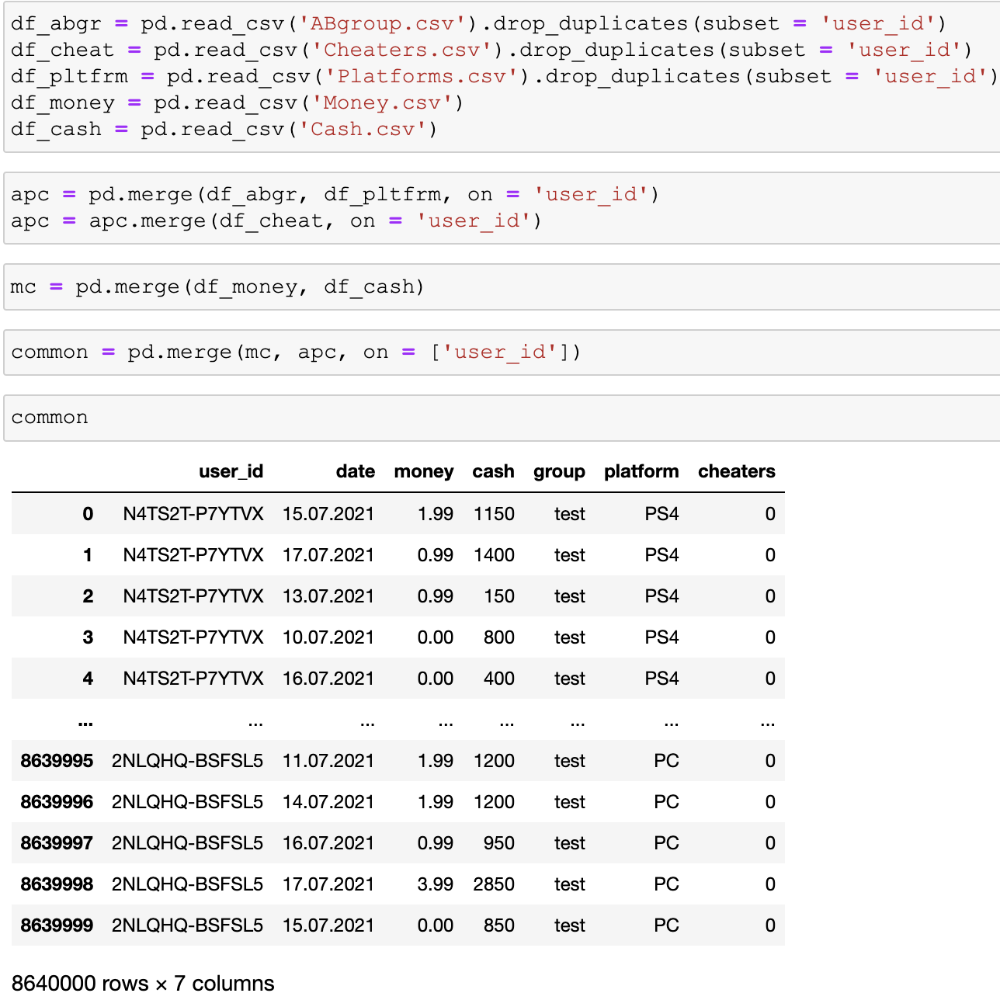 df_abgr = pd.read_csv('ABgroup.csv').drop_duplicates(subset = 'user_id')
df_cheat = pd.read_csv('Cheaters.csv').drop_duplicates(subset = 'user_id')
df_pltfrm = pd.read_csv('Platforms.csv').drop_duplicates(subset = 'user_id')
df_money = pd.read_csv('Money.csv')
df_cash = pd.read_csv('Cash.csv')
apc = pd.merge(df_abgr, df_pltfrm, on = 'user_id')
apc = apc.merge(df_cheat, on = 'user_id')
mc = pd.merge(df_money, df_cash)
common = pd.merge(mc, apc, on = ['user_id'])
common
user_id date money cash group platform cheaters
0 N4TS2T-P7YTVX 15.07.2021 1.99 1150 test PS4 0
1 N4TS2T-P7YTVX 17.07.2021 0.99 1400 test PS4 0
2 N4TS2T-P7YTVX 13.07.2021 0.99 150 test PS4 0
3 N4TS2T-P7YTVX 10.07.2021 0.00 800 test PS4 0
4 N4TS2T-P7YTVX 16.07.2021 0.00 400 test PS4 0
... ... ... ... ... ... ... ...
8639995 2NLQHQ-BSFSL5 11.07.2021 1.99 1200 test PC 0
8639996 2NLQHQ-BSFSL5 14.07.2021 1.99 1200 test PC 0
8639997 2NLQHQ-BSFSL5 16.07.2021 0.99 950 test PC 0
8639998 2NLQHQ-BSFSL5 17.07.2021 3.99 2850 test PC 0
8639999 2NLQHQ-BSFSL5 15.07.2021 0.00 850 test PC 0
8640000 rows × 7 columns